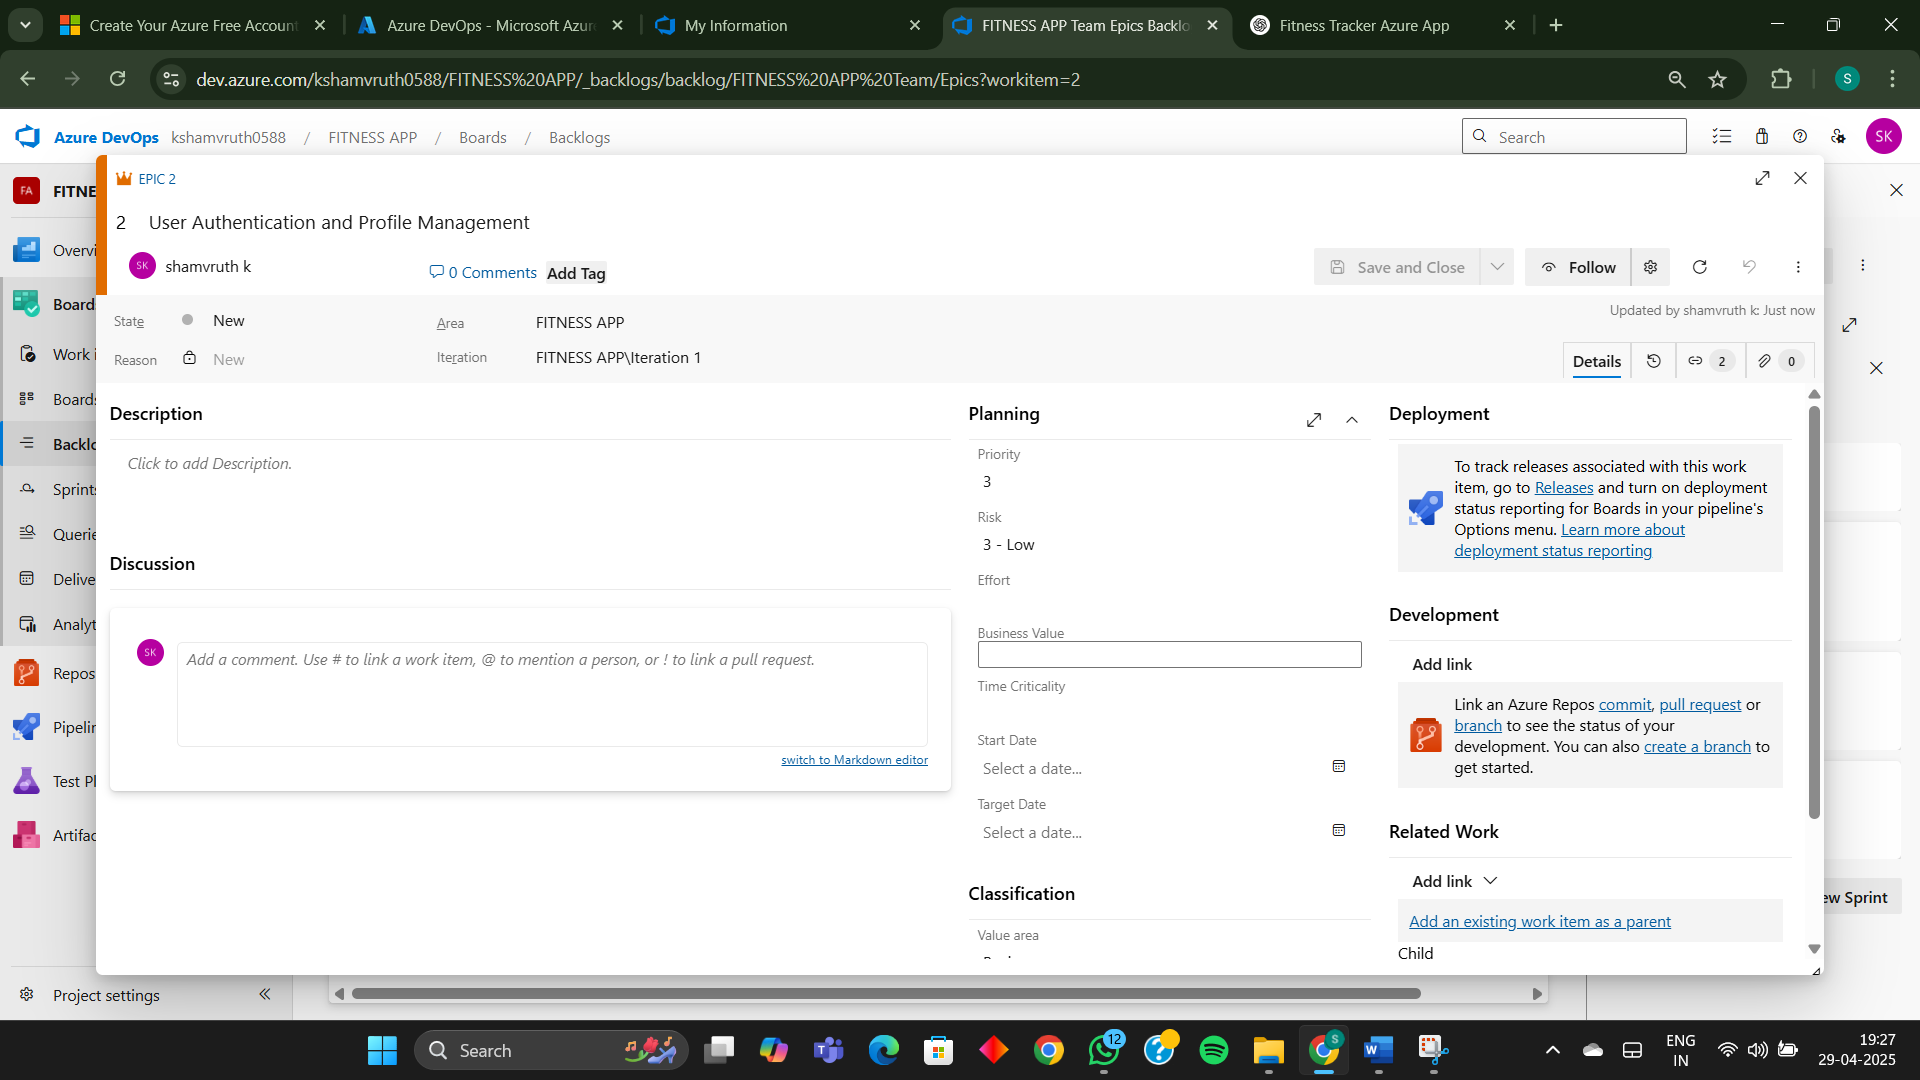 Create Your Azure Free Account
Azure DevOps - Microsoft Azur
My Information
FITNESS APP Team Epics Backlo
Fitness Tracker Azure App
dev.azure.com/kshamvruth0588/FITNESS%20APP/_backlogs/backlog/FITNESS%20APP%20Team/Epics?workitem=2
S
Azure DevOps kshamvruth0588 / FITNESS APP / Boards / Backlogs
Search
SK
FA FITNE
Overvi
Board
Work i
Board
Backlo
Sprints
Querie
Delive
Analyt
Repos
Pipelin
Test Pl
Artifac
Project settings
EPIC 2
2 User Authentication and Profile Management
SK shamvruth k
0 Comments
Add Tag
Save and Close
Follow
State New
Area FITNESS APP
Reason New
Iteration FITNESS APP\Iteration 1
Updated by shamvruth k: Just now
Details
2
0
Description
Click to add Description.
Discussion
SK
Add a comment. Use # to link a work item, @ to mention a person, or ! to link a pull request.
switch to Markdown editor
Planning
Priority
3
Risk
3 - Low
Effort
Business Value
Time Criticality
Start Date
Select a date...
Target Date
Select a date...
Classification
Value area
Deployment
To track releases associated with this work
item, go to Releases and turn on deployment
status reporting for Boards in your pipeline's
Options menu. Learn more about
deployment status reporting
Development
Add link
Link an Azure Repos commit, pull request or
branch to see the status of your
development. You can also create a branch to
get started.
Related Work
Add link
Add an existing work item as a parent
Child
ew Sprint
Search
12
S
ENG
IN
19:27
29-04-2025